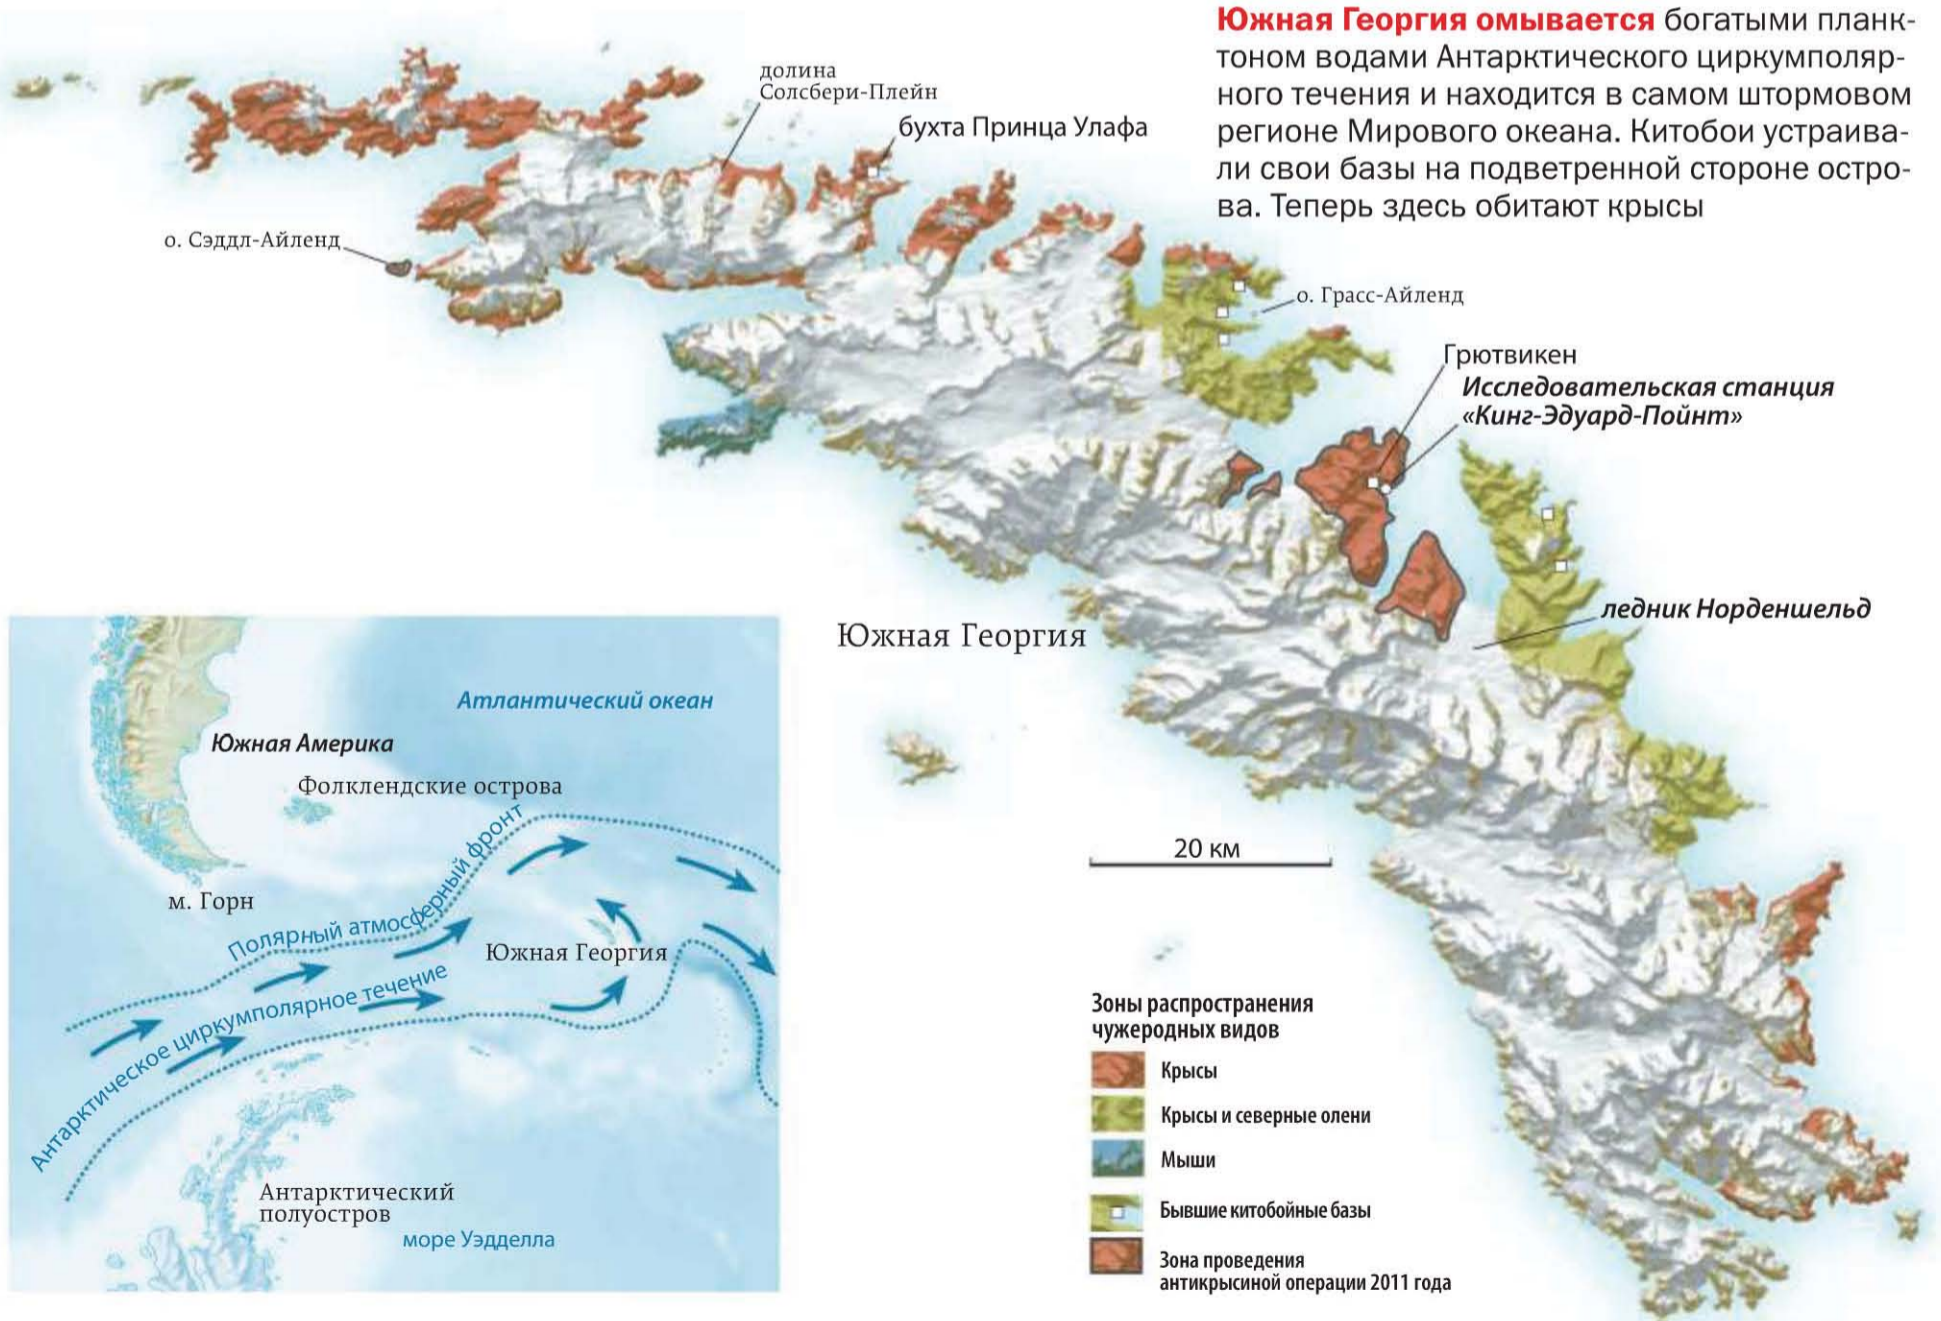 Южная Георгия омывается богатыми планк-
тоном водами Антарктического циркумполяр-
ного течения и находится в самом штормовом
регионе Мирового океана. Китобои устраива-
ли свои базы на подветренной стороне остро-
ва. Теперь здесь обитают крысы
долина
Солсбери-Плейн
бухта Принца Улафа
о. Сэддл-Айленд
о. Грасс-Айленд
Грютвикен
Исследовательская станция
«Кинг-Эдуард-Пойнт»
ледник Норденшельд
Южная Георгия
20 км
Атлантический океан
Южная Америка
Фолклендские острова
м. Горн
Полярный атмосферный фронт
Южная Георгия
Антарктическое циркумполярное течение
Антарктический
полуостров
море Уэдделла
Зоны распространения
чужеродных видов
Крысы
Крысы и северные олени
Мыши
Бывшие китобойные базы
Зона проведения
антикрысиной операции 2011 года